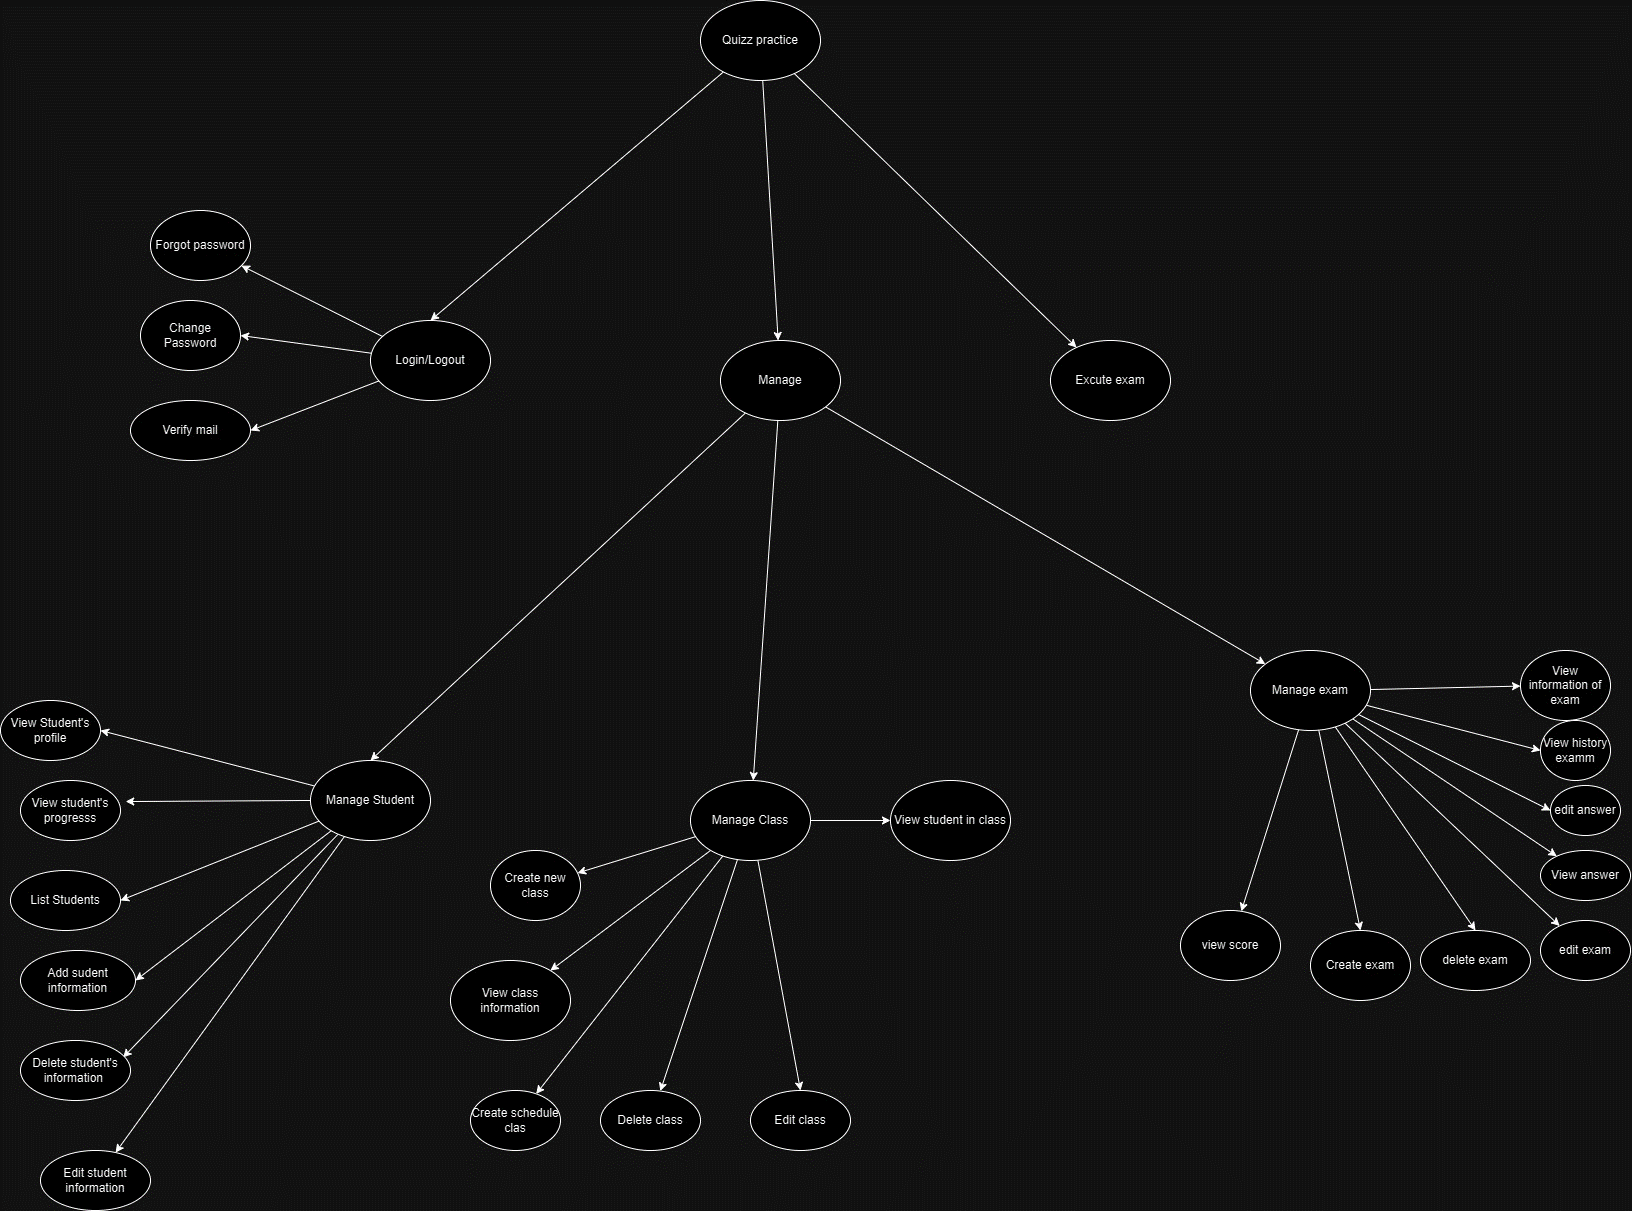 Quizz practice
Forgot password
Change
Password
Login/Logout
Verify mail
Manage
Excute exam
View Student's
profile
View student's
progresss
List Students
Add sudent
information
Delete student's
information
Edit student
information
Manage Student
Manage Class
View student in class
Create new
class
View class
information
Create schedule
clas
Delete class
Edit class
Manage exam
View
information of
exam
View history
examm
edit answer
View answer
edit exam
delete exam
Create exam
view score